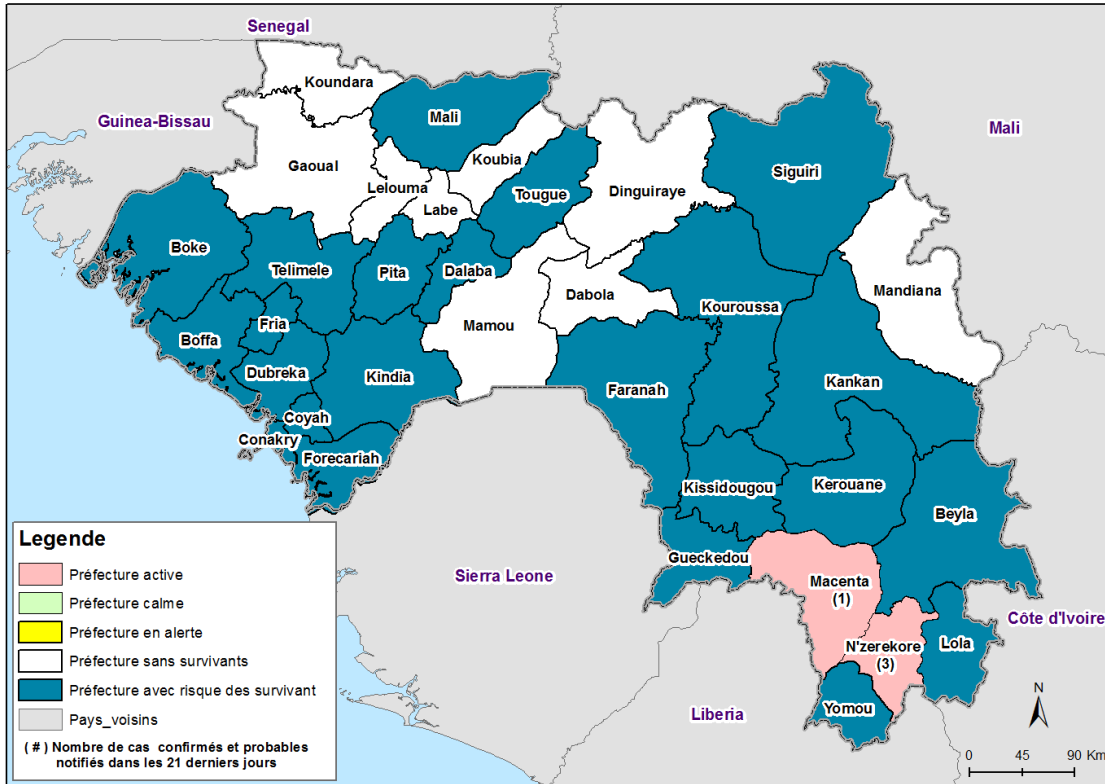 Senegal
Koundara
Guinea-Bissau
Mali
Mali
Koubia
Gaoual
Lelouma
Labe
Tougue
Dinguiraye
Siguiri
Boke
Telimele
Pita
Dalaba
Dabola
Mandiana
Kouroussa
Mamou
Fria
Boffa
Dubreka
Kindia
Faranah
Kankan
Coyah
Conakry
Forecariah
Kissidougou
Kerouane
Beyla
Gueckedou
Sierra Leone
Macenta
(1)
Côte d'Ivoire
N'zerekore
(3)
Lola
Yomou
Liberia
Legende
Préfecture active
Préfecture calme
Préfecture en alerte
Préfecture sans survivants
Préfecture avec risque des survivant
Pays_voisins
( # ) Nombre de cas confirmés et probables
notifiés dans les 21 derniers jours
N
0 45 90 Km